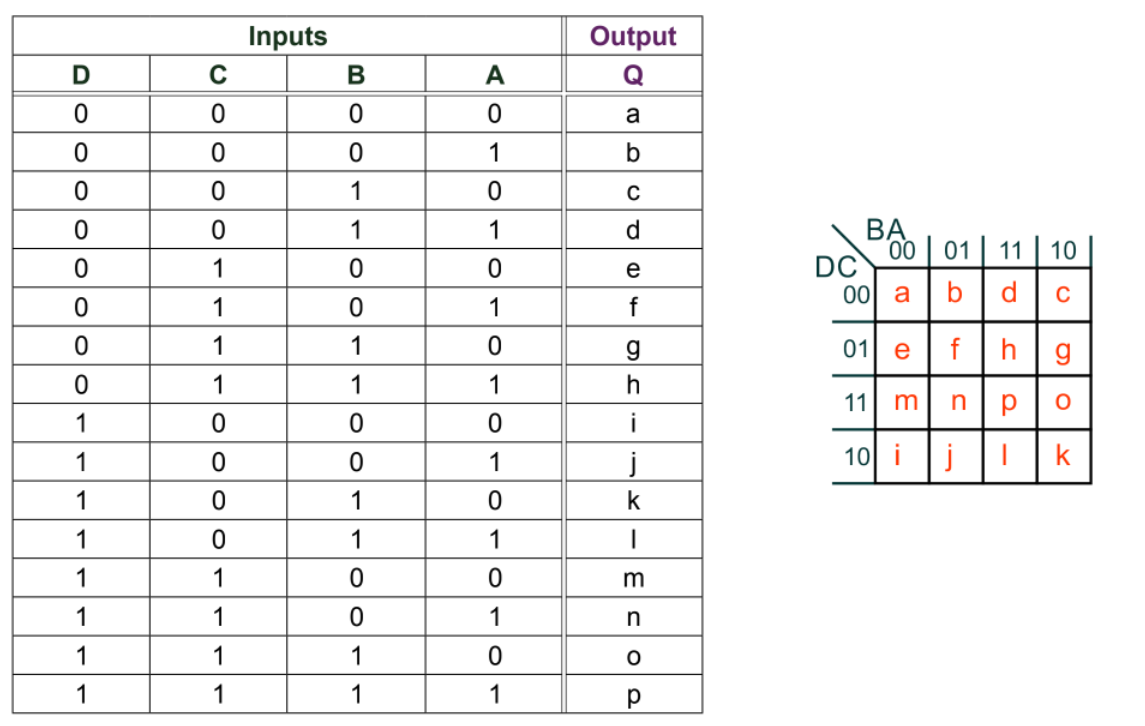 Inputs Output
D C B A Q
0 0 0 0 a
0 0 0 1 b
0 0 1 0 c
0 0 1 1 d
0 1 0 0 e
0 1 0 1 f
0 1 1 0 g
0 1 1 1 h
1 0 0 0 i
1 0 0 1 j
1 0 1 0 k
1 0 1 1 l
1 1 0 0 m
1 1 0 1 n
1 1 1 0 o
1 1 1 1 p
BA
00 01 11 10
DC
00 a b d c
01 e f h g
11 m n p o
10 i j l k